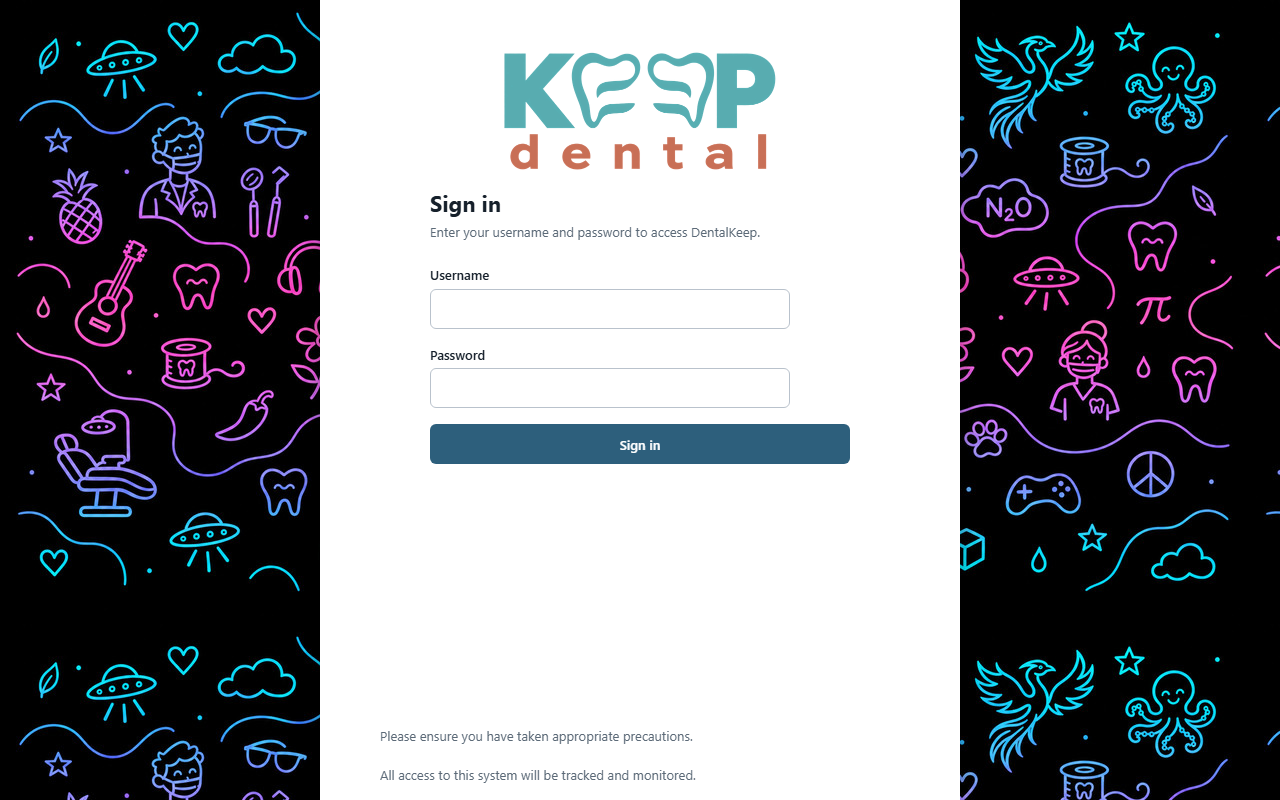 KEEP
dental
Sign in
Enter your username and password to access DentalKeep.
Username
Password
Sign in
Please ensure you have taken appropriate precautions.
All access to this system will be tracked and monitored.
N₂O
π